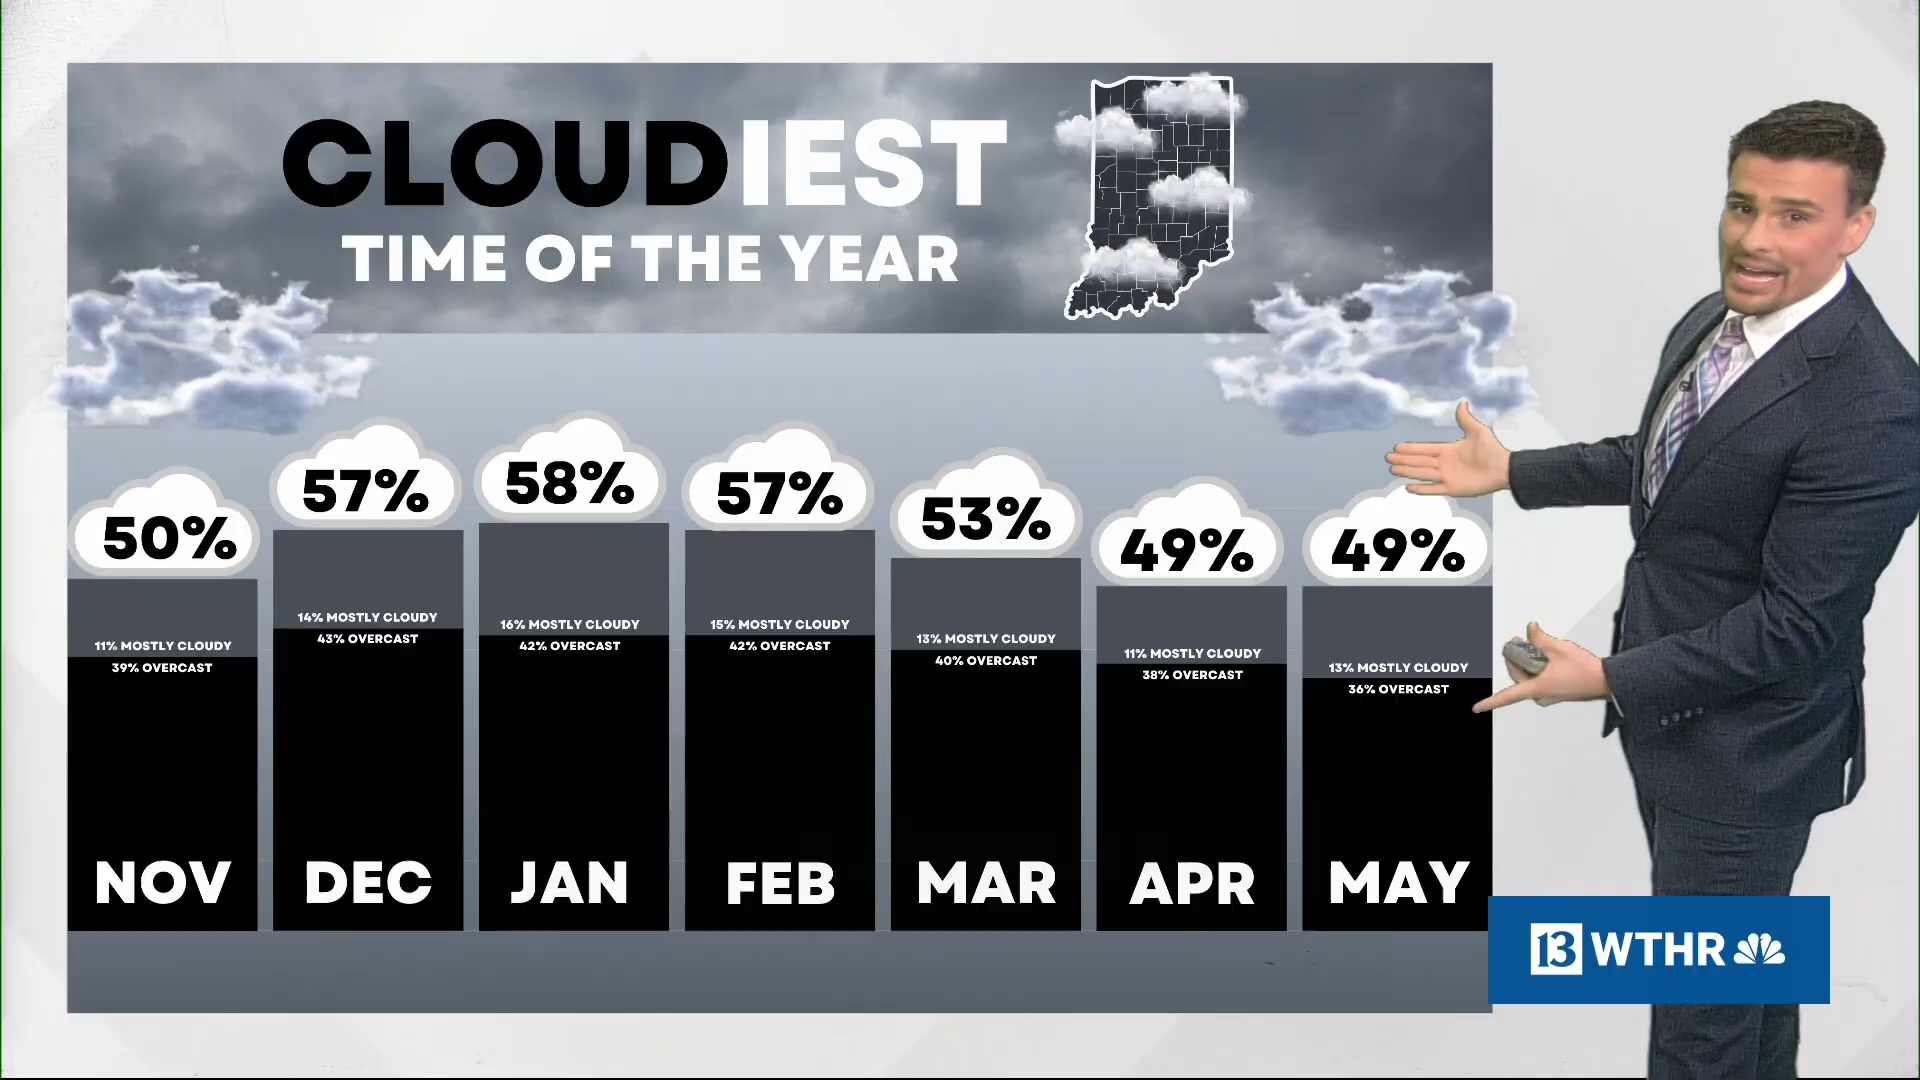 CLOUDIEST
TIME OF THE YEAR
50%
57%
58%
57%
53%
49%
49%
11% MOSTLY CLOUDY
39% OVERCAST
14% MOSTLY CLOUDY
43% OVERCAST
16% MOSTLY CLOUDY
42% OVERCAST
15% MOSTLY CLOUDY
42% OVERCAST
13% MOSTLY CLOUDY
40% OVERCAST
11% MOSTLY CLOUDY
38% OVERCAST
13% MOSTLY CLOUDY
36% OVERCAST
NOV
DEC
JAN
FEB
MAR
APR
MAY
13 WTHR